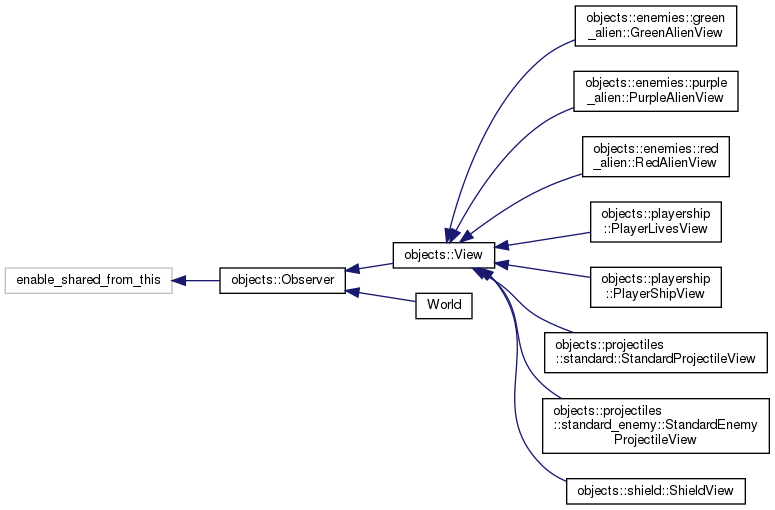 objects::enemies::green
_alien::GreenAlienView
objects::enemies::purple
_alien::PurpleAlienView
objects::enemies::red
_alien::RedAlienView
objects::playership
::PlayerLivesView
objects::View
enable_shared_from_this
objects::Observer
objects::playership
::PlayerShipView
World
objects::projectiles
::standard::StandardProjectileView
objects::projectiles
::standard_enemy::StandardEnemy
ProjectileView
objects::shield::ShieldView